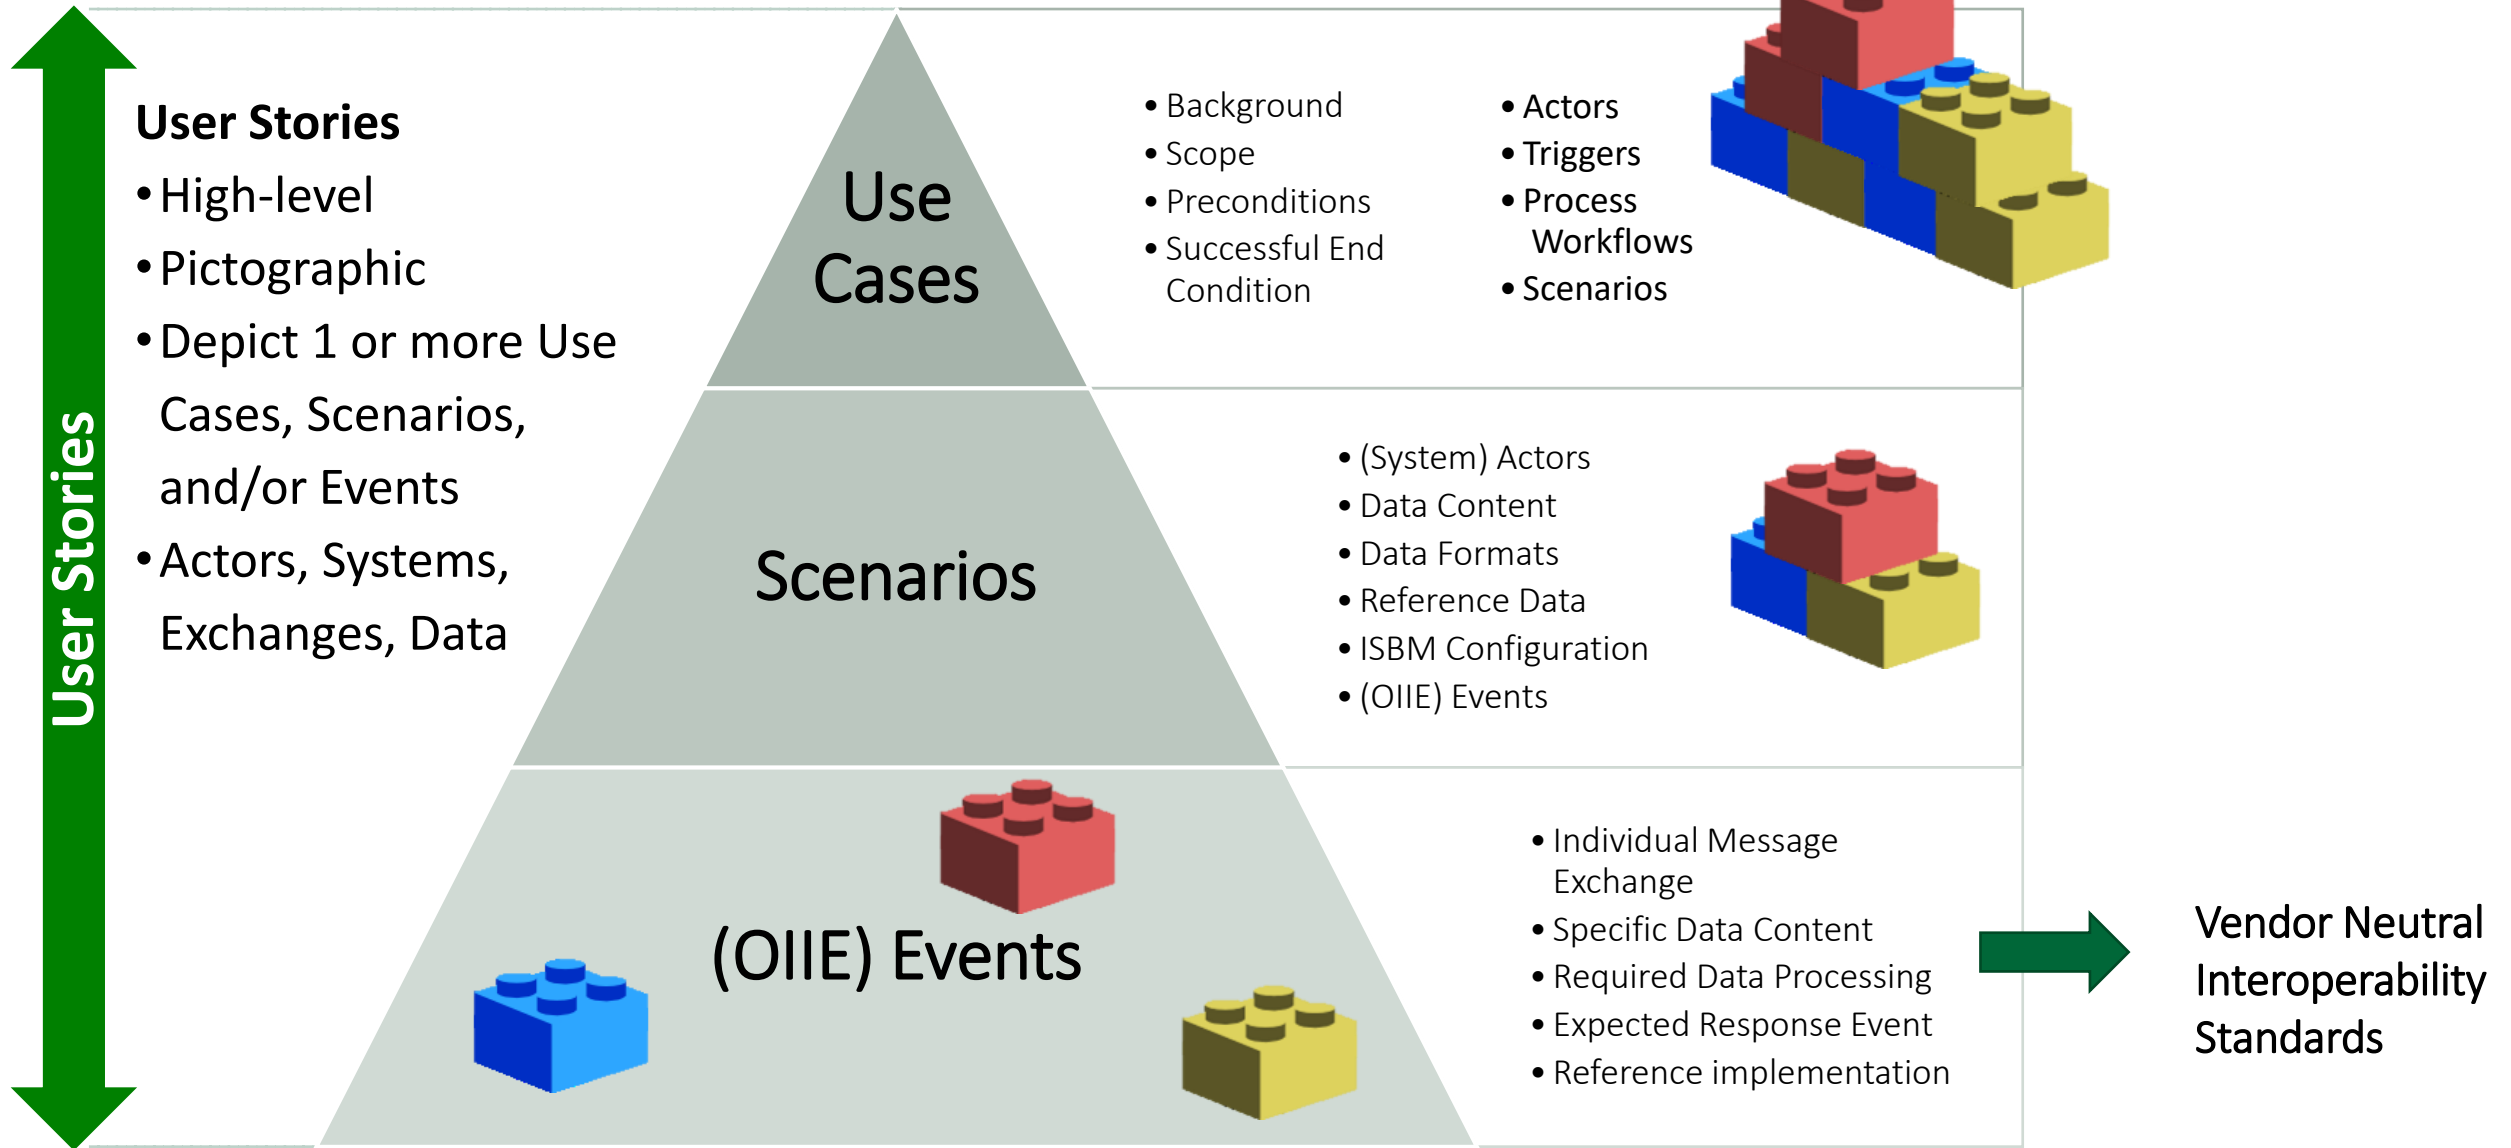 User Stories
User Stories
• High-level
• Pictographic
• Depict 1 or more Use
Cases, Scenarios,
and/or Events
• Actors, Systems,
Exchanges, Data
Use
Cases
• Background
• Scope
• Preconditions
• Successful End
Condition
• Actors
• Triggers
• Process
Workflows
• Scenarios
Scenarios
• (System) Actors
• Data Content
• Data Formats
• Reference Data
• ISBM Configuration
• (OIIE) Events
(OIIE) Events
• Individual Message
Exchange
• Specific Data Content
• Required Data Processing
• Expected Response Event
• Reference implementation
Vendor Neutral
Interoperability
Standards